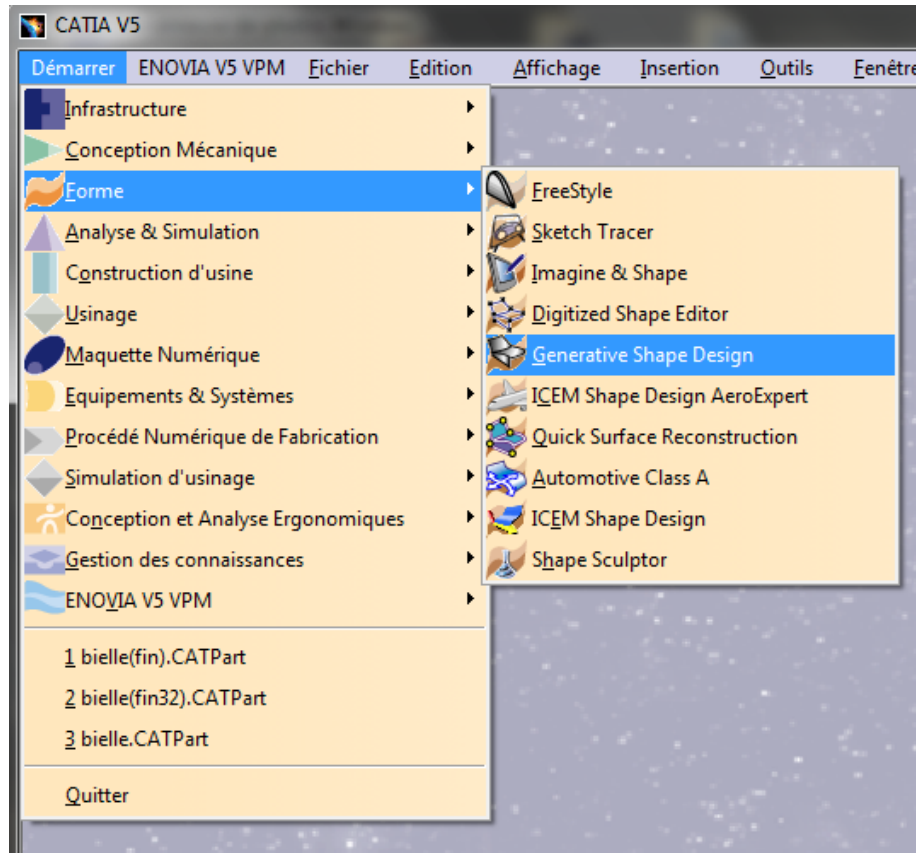 CATIA V5
Démarrer ENOVIA V5 VPM Fichier Edition Affichage Insertion Outils Fenêtre
Infrastructure
Conception Mécanique
Forme
Analyse & Simulation
Construction d'usine
Usinage
Maquette Numérique
Equipements & Systèmes
Procédé Numérique de Fabrication
Simulation d'usinage
Conception et Analyse Ergonomiques
Gestion des connaissances
ENOVIA V5 VPM
1 bielle(fin).CATPart
2 bielle(fin32).CATPart
3 bielle.CATPart
Quitter
FreeStyle
Sketch Tracer
Imagine & Shape
Digitized Shape Editor
Generative Shape Design
ICEM Shape Design AeroExpert
Quick Surface Reconstruction
Automotive Class A
ICEM Shape Design
Shape Sculptor